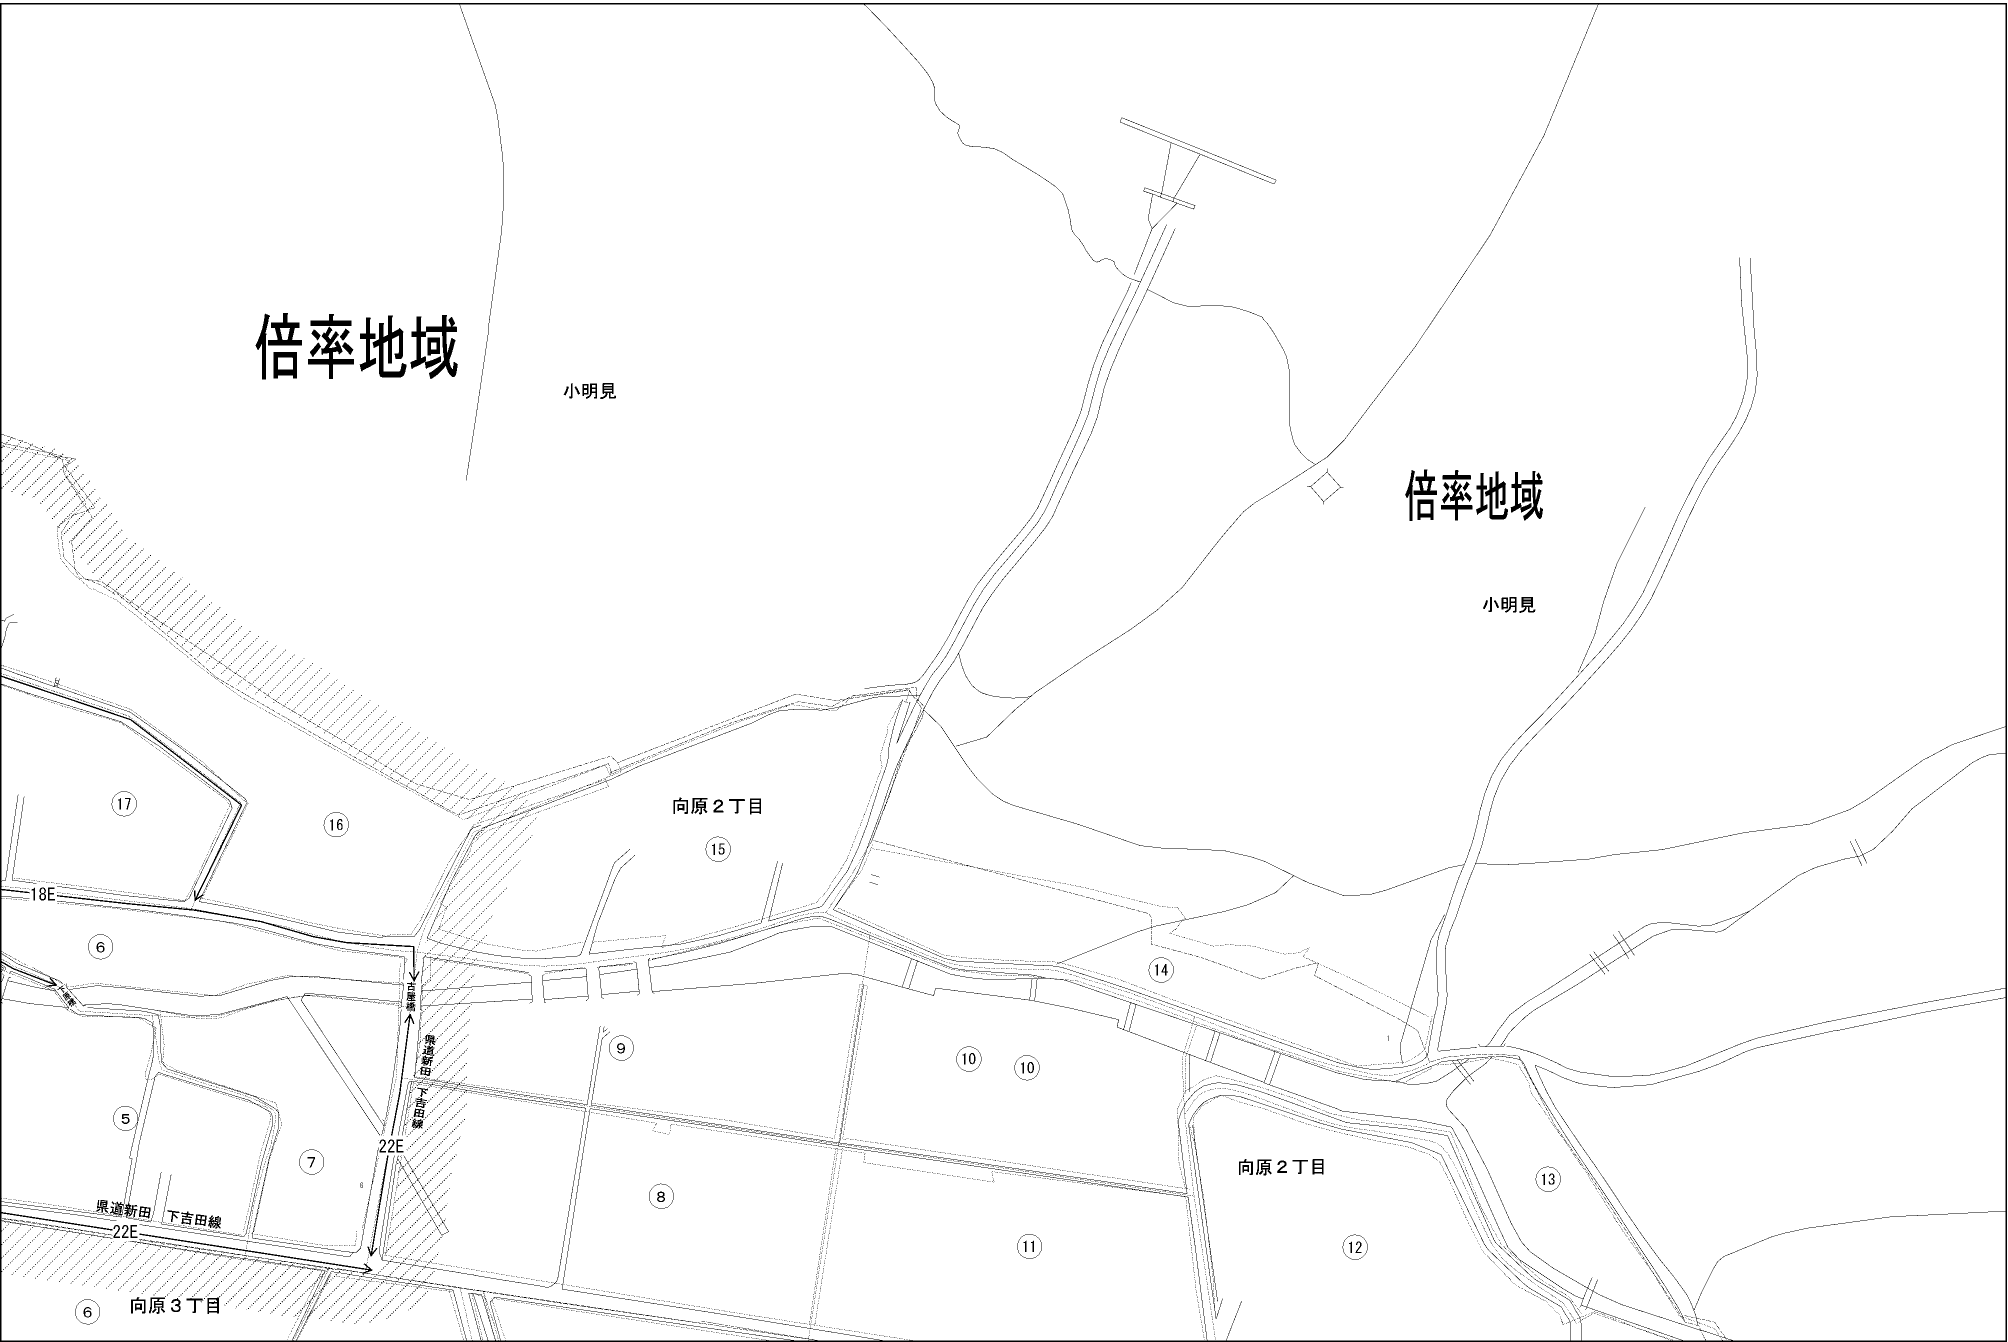 倍率地域
小明見
倍率地域
小明見
17
16
向原２丁目
15
18E
6
14
古屋橋
県道新田
下吉田線
9
10
10
5
22E
7
向原２丁目
13
8
県道新田
下吉田線
22E
11
12
6
向原３丁目